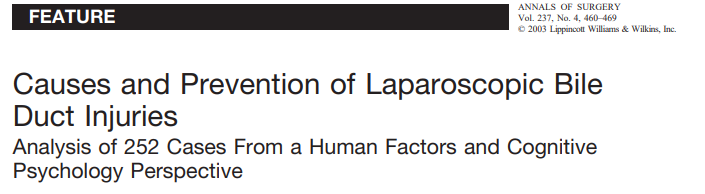 FEATURE
ANNALS OF SURGERY
Vol. 237, No. 4, 460–469
© 2003 Lippincott Williams & Wilkins, Inc.
Causes and Prevention of Laparoscopic Bile
Duct Injuries
Analysis of 252 Cases From a Human Factors and Cognitive
Psychology Perspective